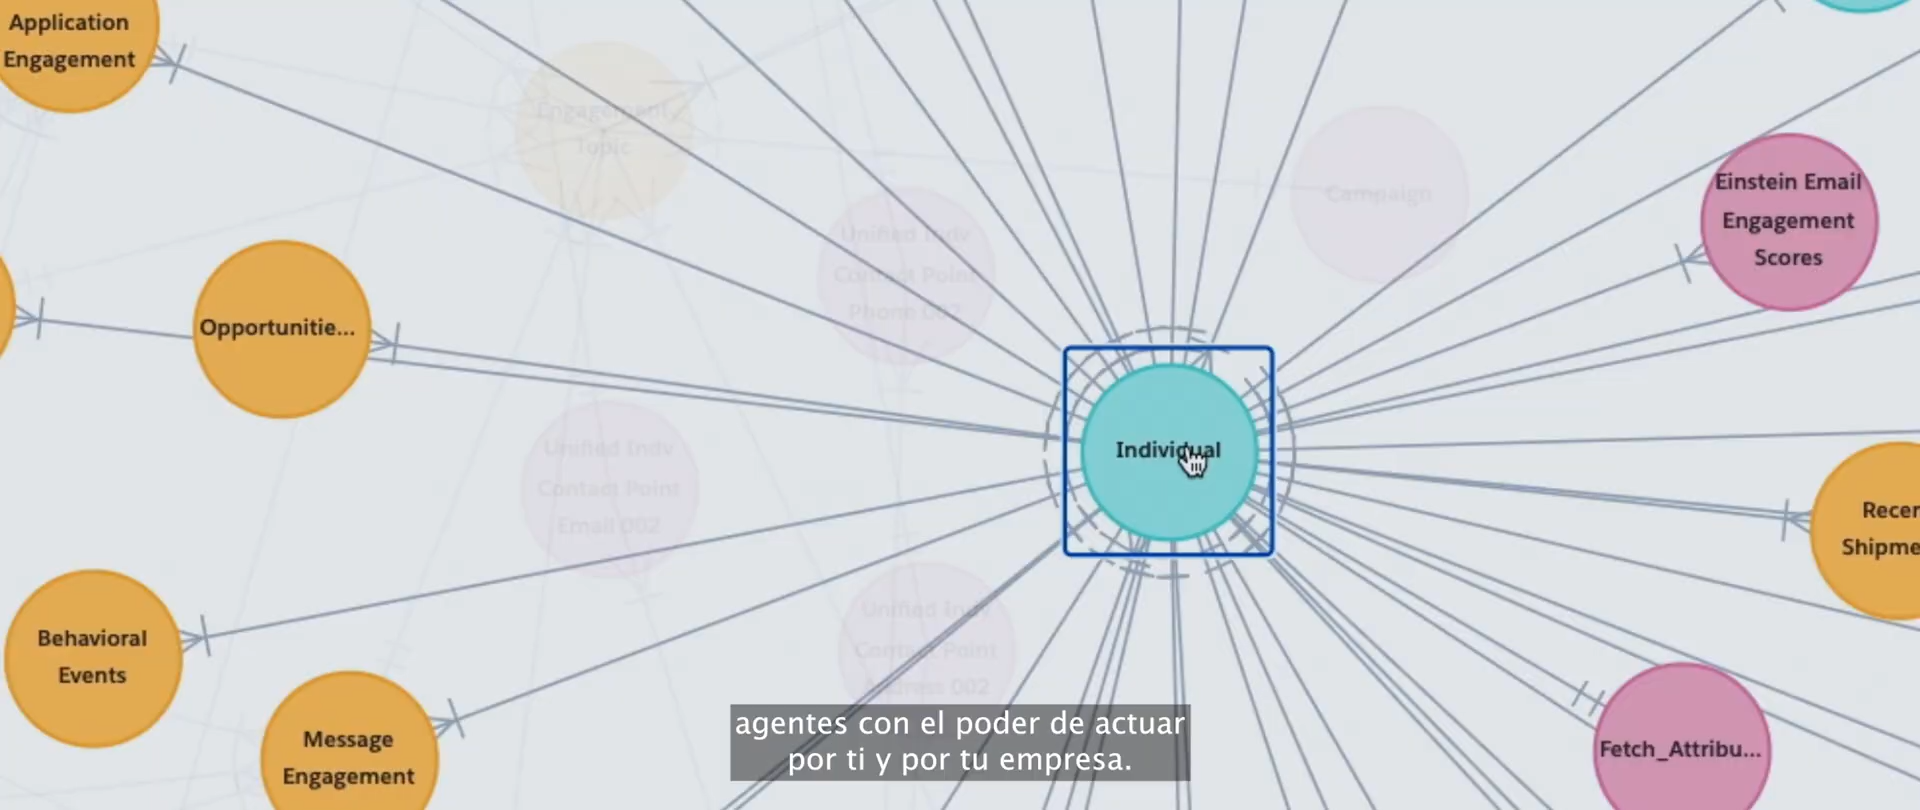 Application
Engagement
Engagement
Topic
Campaign
Einstein Email
Engagement
Scores
Unified Indv
Contact Point
Phone 002
Opportunitie...
Individual
Unified Indv
Contact Point
Email 002
Recen
Shipme
Behavioral
Events
Unified Indv
Contact Point
Address 002
Message
Engagement
Fetch_Attribu...
agentes con el poder de actuar
por ti y por tu empresa.